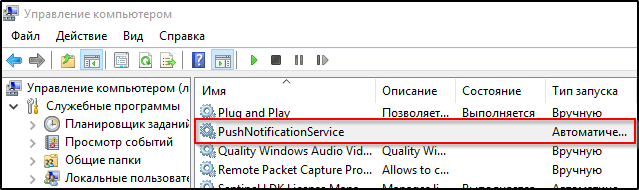 Управление компьютером
Файл Действие Вид Справка
Управление компьютером (л
Служебные программы
Планировщик заданий
Просмотр событий
Общие папки
Локальные пользовате
Имя Описание Состояние Тип запуска
Plug and Play Позволяет... Выполняется Вручную
PushNotificationService Автоматиче...
Quality Windows Audio Vid... Quality Wi... Вручную
Remote Packet Capture Pro... Allows to c... Вручную